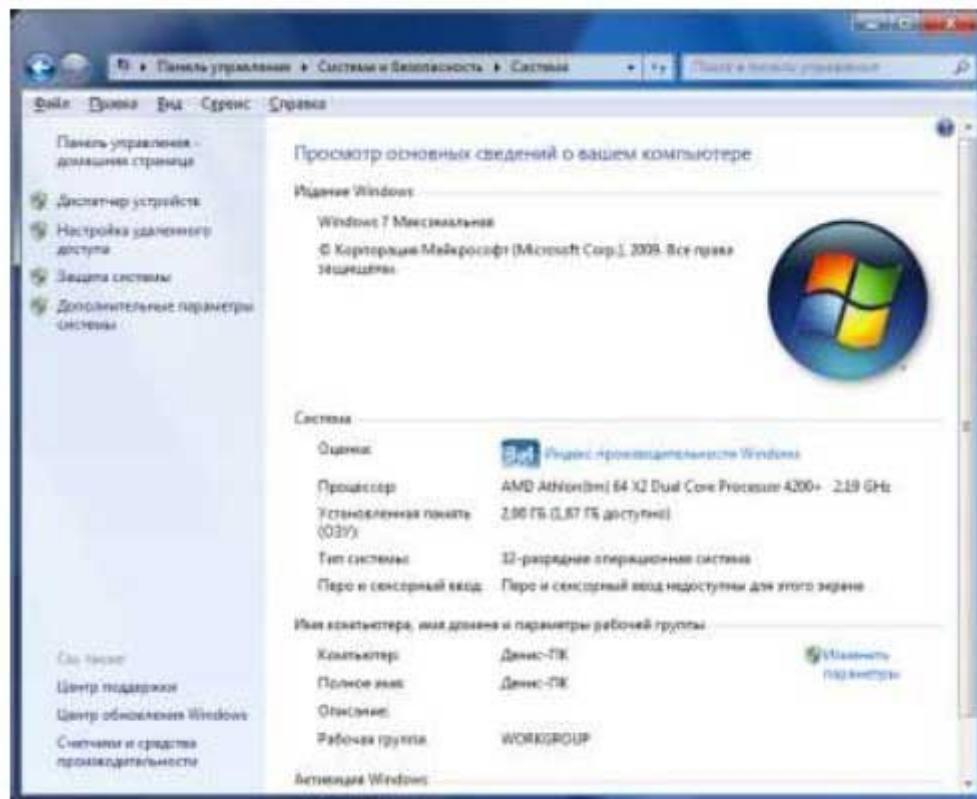 Панель управления ▸ Система и безопасность ▸ Система
Файл Правка Вид Сервис Справка
Панель управления -
домашняя страница
Диспетчер устройств
Настройка удаленного
доступа
Защита системы
Дополнительные параметры
системы
См. также
Центр поддержки
Центр обновления Windows
Счетчики и средства
производительности
Просмотр основных сведений о вашем компьютере
Издание Windows
Windows 7 Максимальная
© Корпорация Майкрософт (Microsoft Corp.), 2009. Все права
защищены.
Система
Оценка: Индекс производительности Windows
Процессор: AMD Athlon(tm) 64 X2 Dual Core Processor 4200+ 2.19 GHz
Установленная память 2,00 ГБ (1,87 ГБ доступно)
(ОЗУ):
Тип системы: 32-разрядная операционная система
Перо и сенсорный ввод: Перо и сенсорный ввод недоступны для этого экрана
Имя компьютера, имя домена и параметры рабочей группы
Компьютер: Денис-ПК
Изменить
параметры
Полное имя: Денис-ПК
Описание:
Рабочая группа: WORKGROUP
Активация Windows